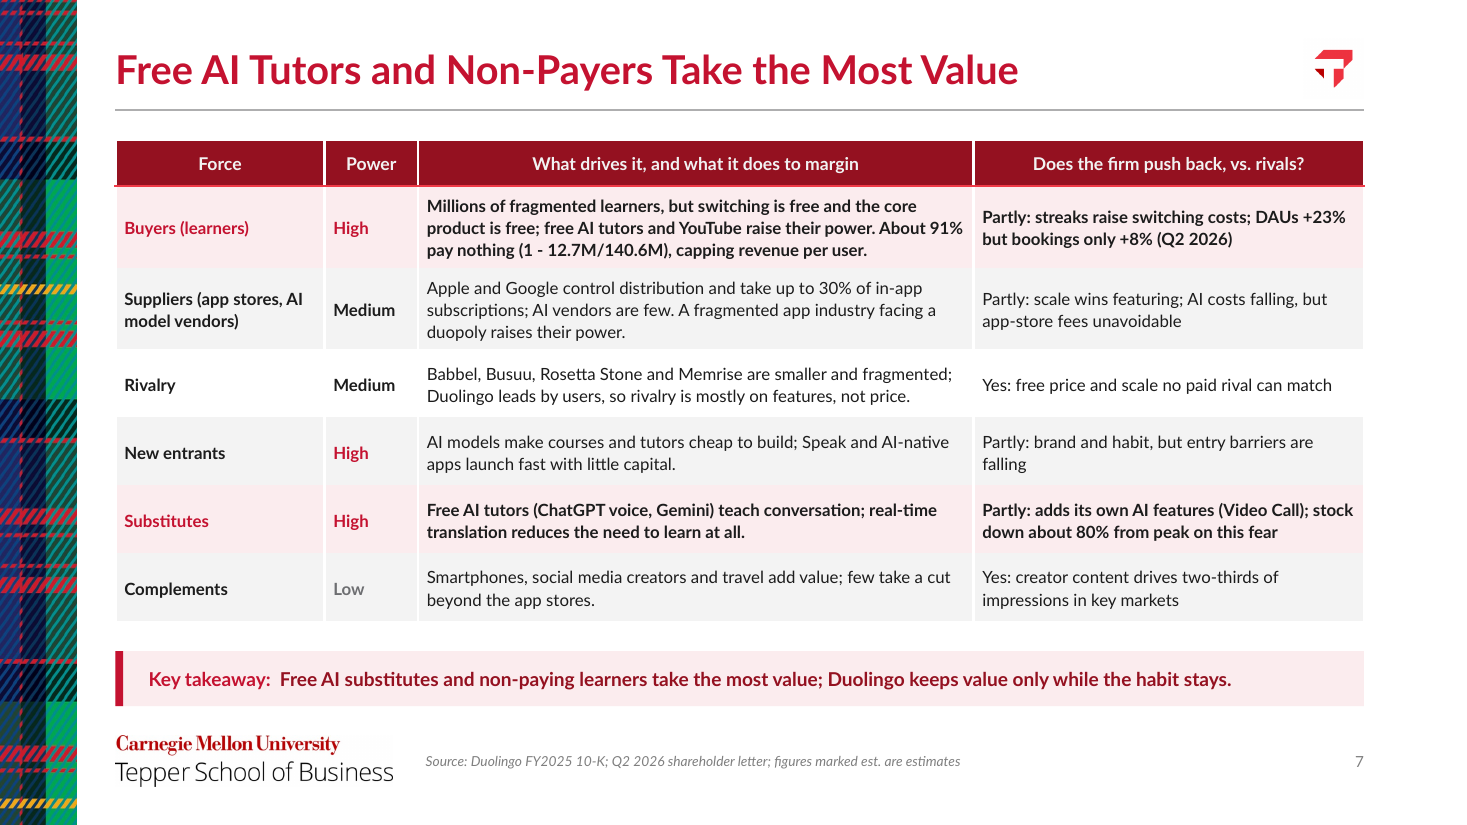 Free AI Tutors and Non-Payers Take the Most Value
Force
Power
What drives it, and what it does to margin
Does the firm push back, vs. rivals?
Buyers (learners)
High
Millions of fragmented learners, but switching is free and the core
product is free; free AI tutors and YouTube raise their power. About 91%
pay nothing (1 - 12.7M/140.6M), capping revenue per user.
Partly: streaks raise switching costs; DAUs +23%
but bookings only +8% (Q2 2026)
Suppliers (app stores, AI
model vendors)
Medium
Apple and Google control distribution and take up to 30% of in-app
subscriptions; AI vendors are few. A fragmented app industry facing a
duopoly raises their power.
Partly: scale wins featuring; AI costs falling, but
app-store fees unavoidable
Rivalry
Medium
Babbel, Busuu, Rosetta Stone and Memrise are smaller and fragmented;
Duolingo leads by users, so rivalry is mostly on features, not price.
Yes: free price and scale no paid rival can match
New entrants
High
AI models make courses and tutors cheap to build; Speak and AI-native
apps launch fast with little capital.
Partly: brand and habit, but entry barriers are
falling
Substitutes
High
Free AI tutors (ChatGPT voice, Gemini) teach conversation; real-time
translation reduces the need to learn at all.
Partly: adds its own AI features (Video Call); stock
down about 80% from peak on this fear
Complements
Low
Smartphones, social media creators and travel add value; few take a cut
beyond the app stores.
Yes: creator content drives two-thirds of
impressions in key markets
Key takeaway: Free AI substitutes and non-paying learners take the most value; Duolingo keeps value only while the habit stays.
Carnegie Mellon University
Tepper School of Business
Source: Duolingo FY2025 10-K; Q2 2026 shareholder letter; figures marked est. are estimates
7